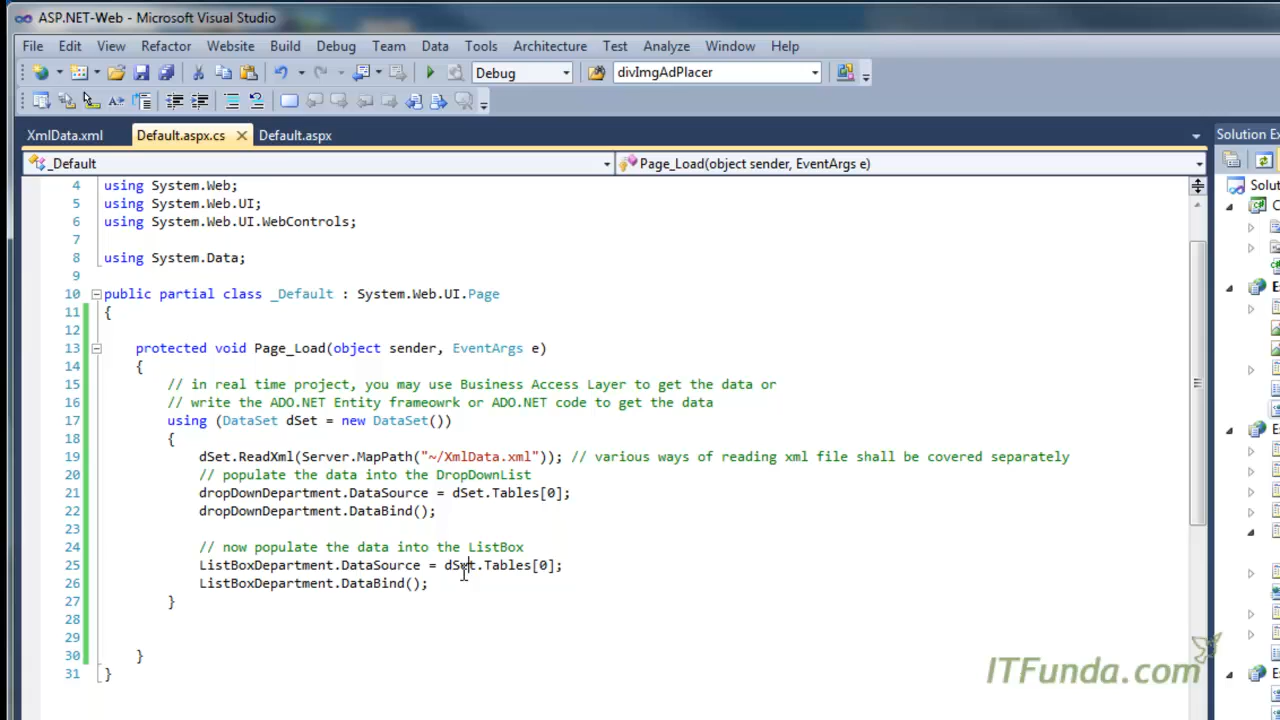 ASP.NET-Web - Microsoft Visual Studio
File Edit View Refactor Website Build Debug Team Data Tools Architecture Test Analyze Window Help
Debug divImgAdPlacer
XmlData.xml Default.aspx.cs Default.aspx
Solution Ex
_Default Page_Load(object sender, EventArgs e)
Solut
4 using System.Web;
5 using System.Web.UI;
6 using System.Web.UI.WebControls;
7
8 using System.Data;
9
10 public partial class _Default : System.Web.UI.Page
11 {
12
13 protected void Page_Load(object sender, EventArgs e)
14 {
15 // in real time project, you may use Business Access Layer to get the data or
16 // write the ADO.NET Entity frameowrk or ADO.NET code to get the data
17 using (DataSet dSet = new DataSet())
18 {
19 dSet.ReadXml(Server.MapPath("~/XmlData.xml")); // various ways of reading xml file shall be covered separately
20 // populate the data into the DropDownList
21 dropDownDepartment.DataSource = dSet.Tables[0];
22 dropDownDepartment.DataBind();
23
24 // now populate the data into the ListBox
25 ListBoxDepartment.DataSource = dSet.Tables[0];
26 ListBoxDepartment.DataBind();
27 }
28
29
30 }
31 }
ITFunda.com